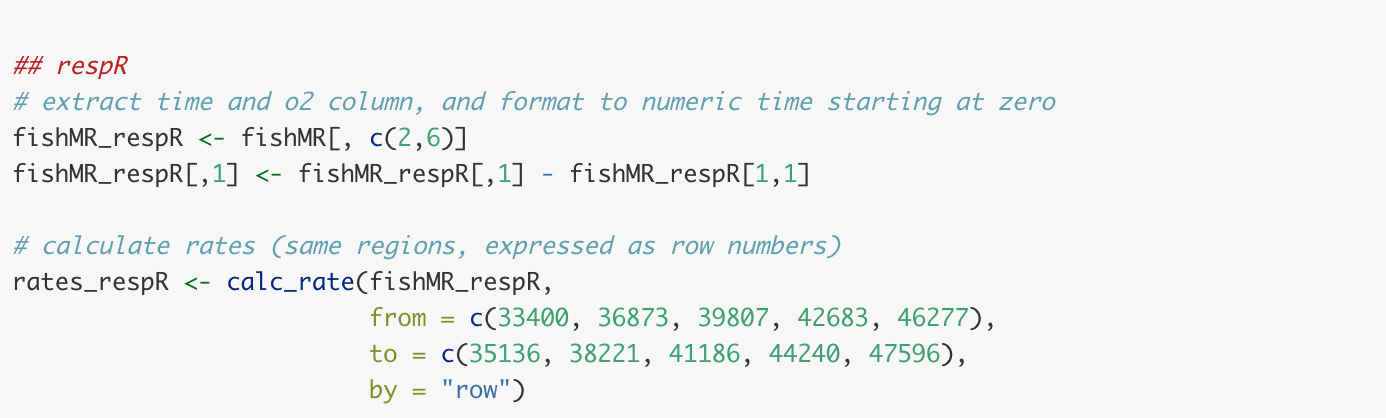 ## respR
# extract time and o2 column, and format to numeric time starting at zero
fishMR_respR <- fishMR[, c(2,6)]
fishMR_respR[,1] <- fishMR_respR[,1] - fishMR_respR[1,1]
# calculate rates (same regions, expressed as row numbers)
rates_respR <- calc_rate(fishMR_respR,
from = c(33400, 36873, 39807, 42683, 46277),
to = c(35136, 38221, 41186, 44240, 47596),
by = "row")